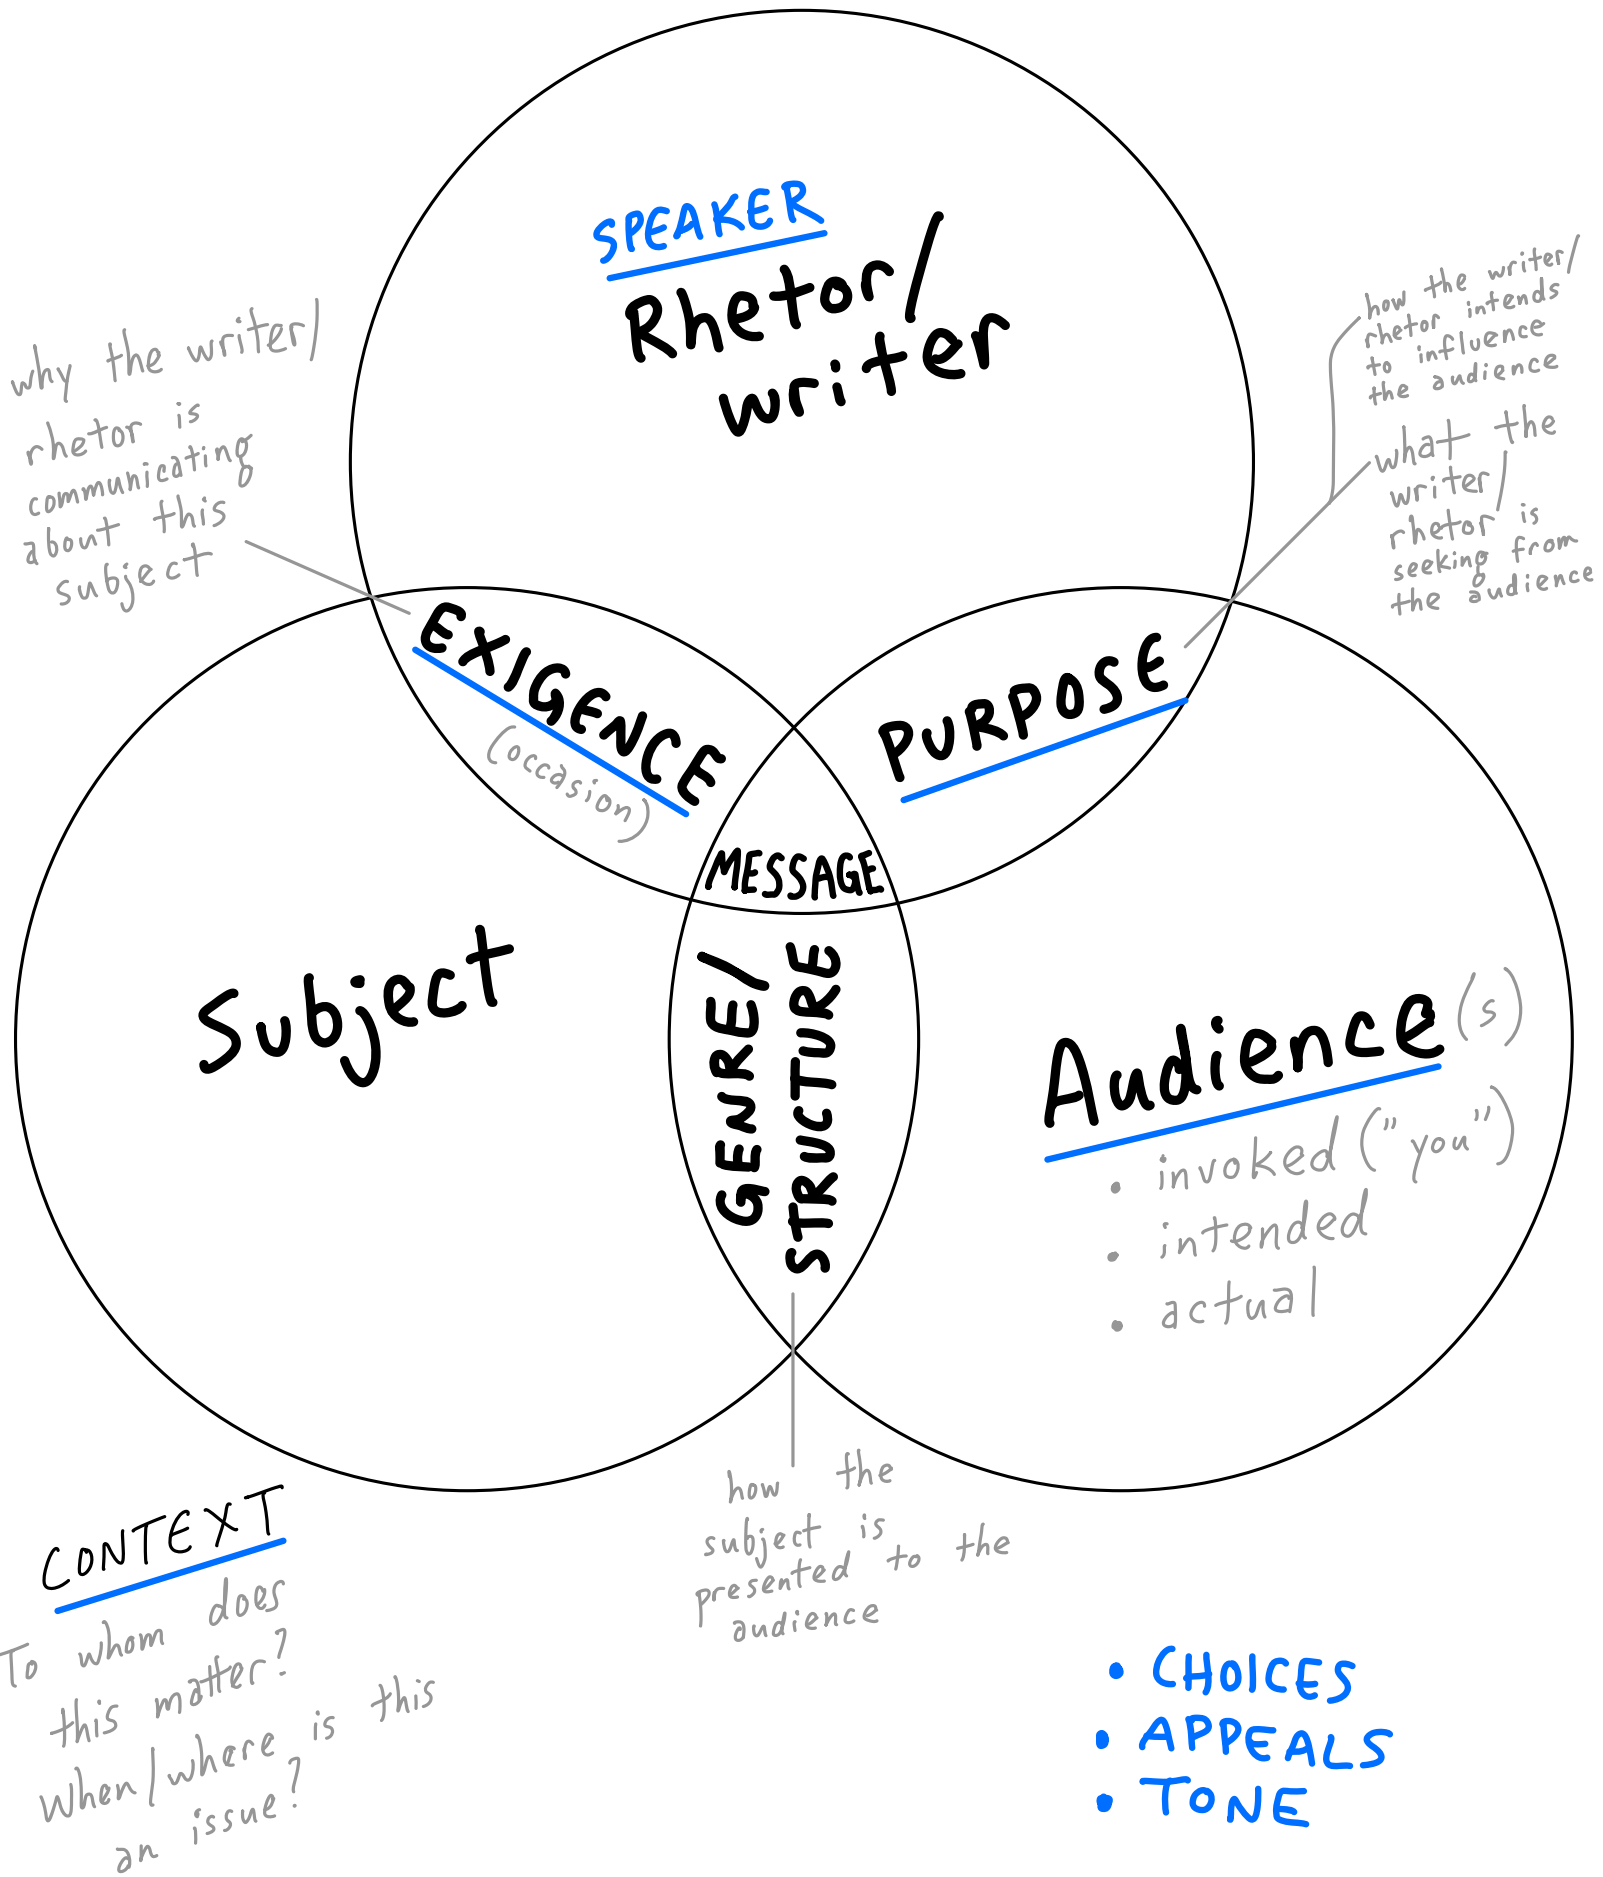 SPEAKER
Rhetor/
writer
why the writer/
rhetor is
communicating
about this
subject
how the writer/
rhetor intends
to influence
the audience
what the
writer/
rhetor is
seeking from
the audience
EXIGENCE
(occasion)
PURPOSE
MESSAGE
Subject
GENRE/
STRUCTURE
Audience(s)
• invoked ("you")
• intended
• actual
how the
subject is
presented to the
audience
CONTEXT
To whom does
this matter?
When/where is this
an issue?
• CHOICES
• APPEALS
• TONE